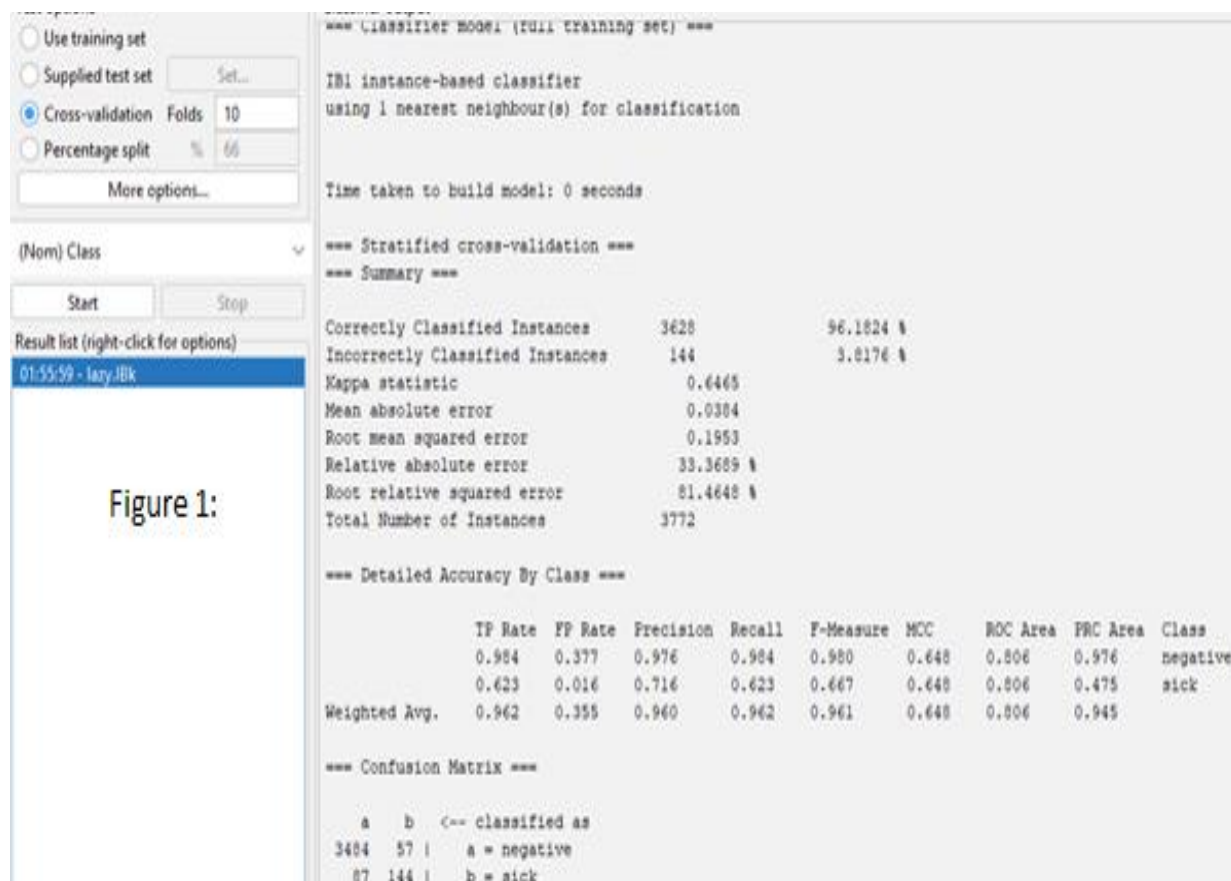 Use training set
Supplied test set Set...
Cross-validation Folds 10
Percentage split % 66
More options...
(Nom) Class
Start Stop
Result list (right-click for options)
01:55:59 - lazy.IBk
Figure 1:
=== Classifier model (full training set) ===
IB1 instance-based classifier
using 1 nearest neighbour(s) for classification
Time taken to build model: 0 seconds
=== Stratified cross-validation ===
=== Summary ===
Correctly Classified Instances 3628 96.1824 %
Incorrectly Classified Instances 144 3.8176 %
Kappa statistic 0.6465
Mean absolute error 0.0384
Root mean squared error 0.1953
Relative absolute error 33.3689 %
Root relative squared error 81.4648 %
Total Number of Instances 3772
=== Detailed Accuracy By Class ===
TP Rate FP Rate Precision Recall F-Measure MCC ROC Area PRC Area Class
0.984 0.377 0.976 0.984 0.980 0.648 0.806 0.976 negative
0.623 0.016 0.716 0.623 0.667 0.648 0.806 0.475 sick
Weighted Avg. 0.962 0.355 0.960 0.962 0.961 0.648 0.806 0.945
=== Confusion Matrix ===
a b <-- classified as
3484 57 | a = negative
87 144 | b = sick